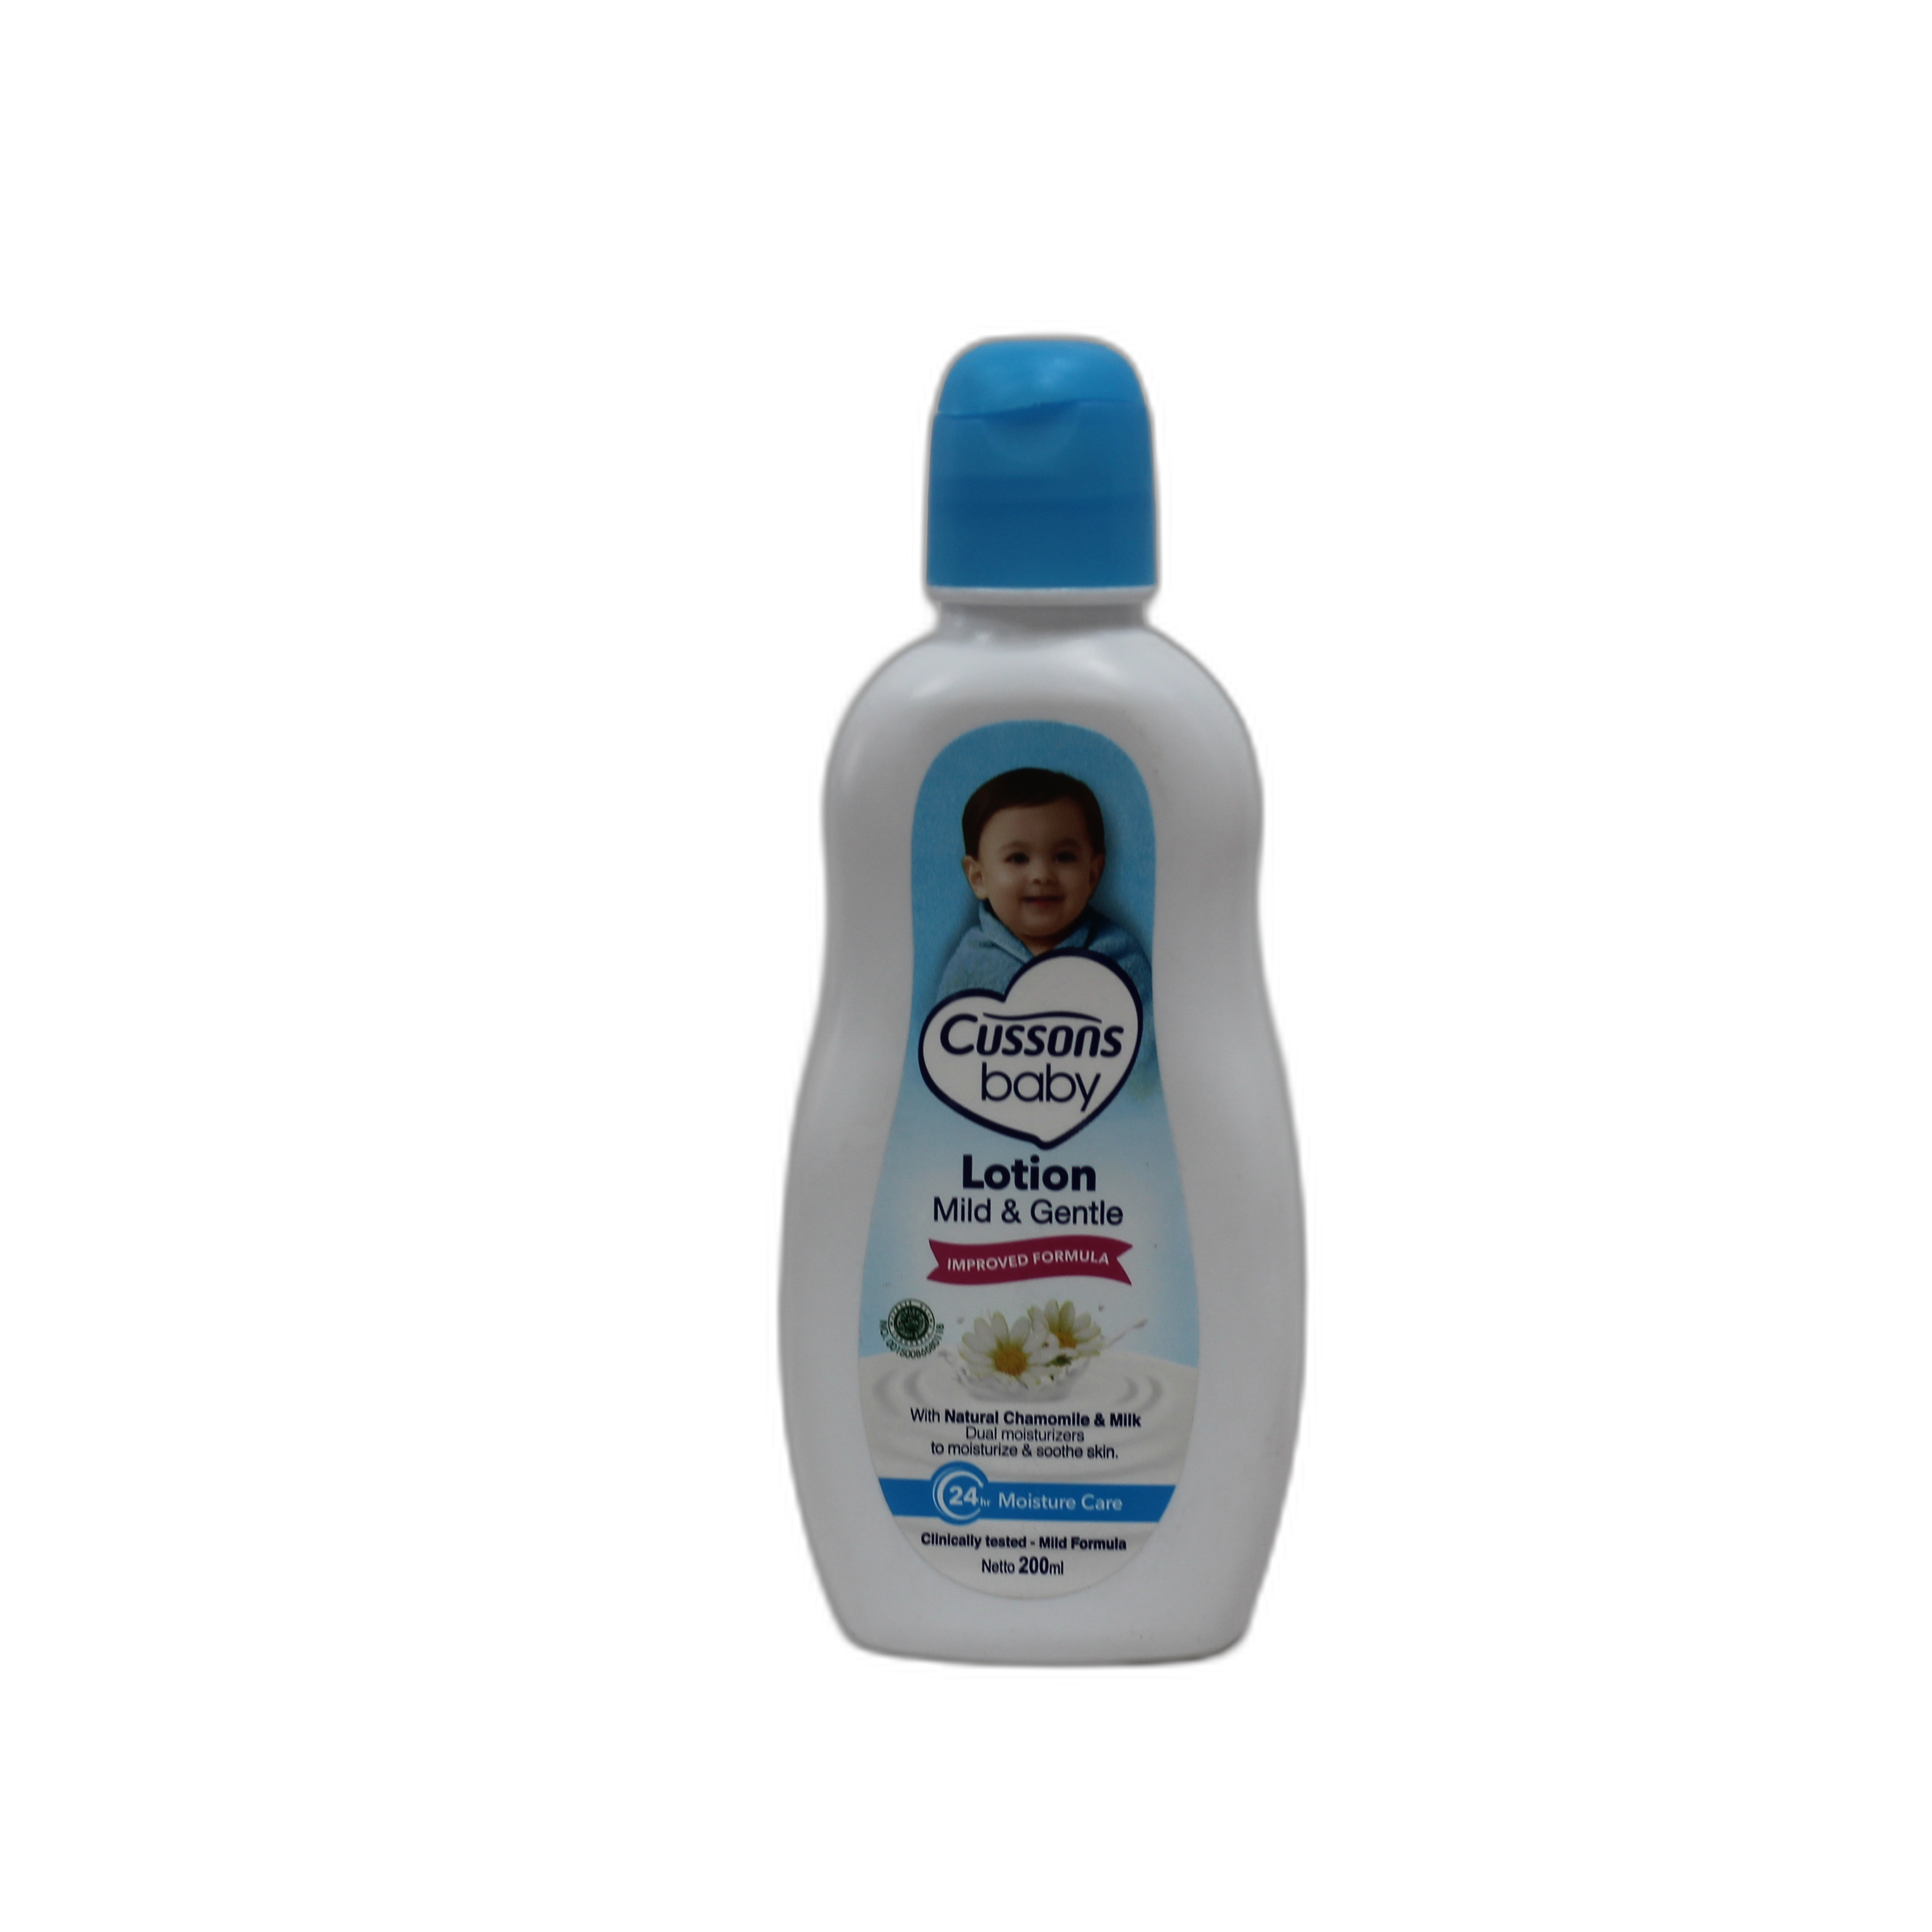 Cussons
baby
Lotion
Mild & Gentle
IMPROVED FORMULA
With Natural Chamomile & Milk
Dual moisturizers
to moisturize & soothe skin.
24hr Moisture Care
Clinically tested - Mild Formula
Netto 200ml